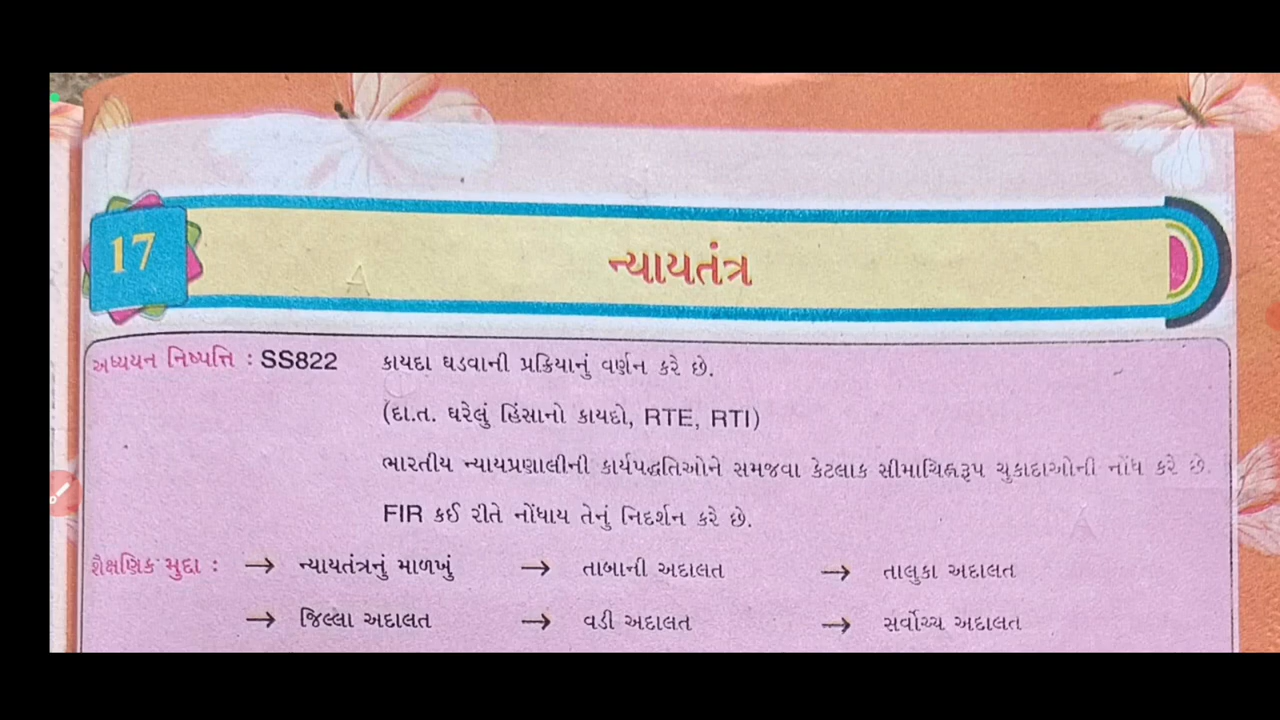 17
ન્યાયતંત્ર
અધ્યયન નિષ્પત્તિ : SS822 કાયદા ઘડવાની પ્રક્રિયાનું વર્ણન કરે છે.
(દા.ત. ઘરેલું હિંસાનો કાયદો, RTE, RTI)
ભારતીય ન્યાયપ્રણાલીની કાર્યપદ્ધતિઓને સમજવા કેટલાક સીમાચિહ્નરૂપ ચુકાદાઓની નોંધ કરે છે.
FIR કઈ રીતે નોંધાય તેનું નિદર્શન કરે છે.
શૈક્ષણિક મુદ્દા : → ન્યાયતંત્રનું માળખું → તાબાની અદાલત → તાલુકા અદાલત
→ જિલ્લા અદાલત → વડી અદાલત → સર્વોચ્ચ અદાલત